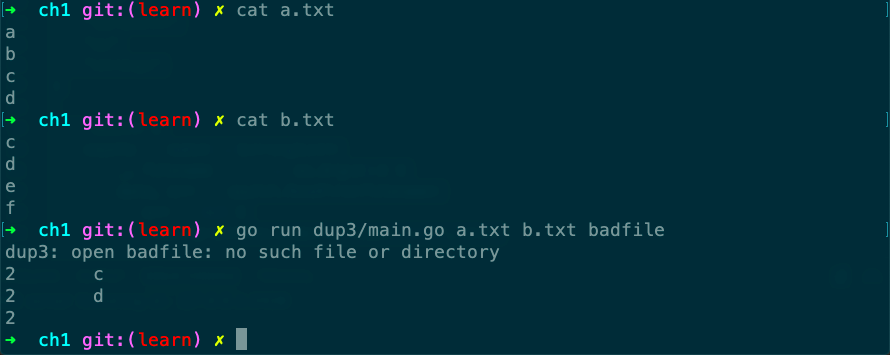 [➜  ch1 git:(learn) ✗ cat a.txt ]
a
b
c
d
[➜  ch1 git:(learn) ✗ cat b.txt ]
c
d
e
f
[➜  ch1 git:(learn) ✗ go run dup3/main.go a.txt b.txt badfile ]
dup3: open badfile: no such file or directory
2       c
2       d
2
➜  ch1 git:(learn) ✗